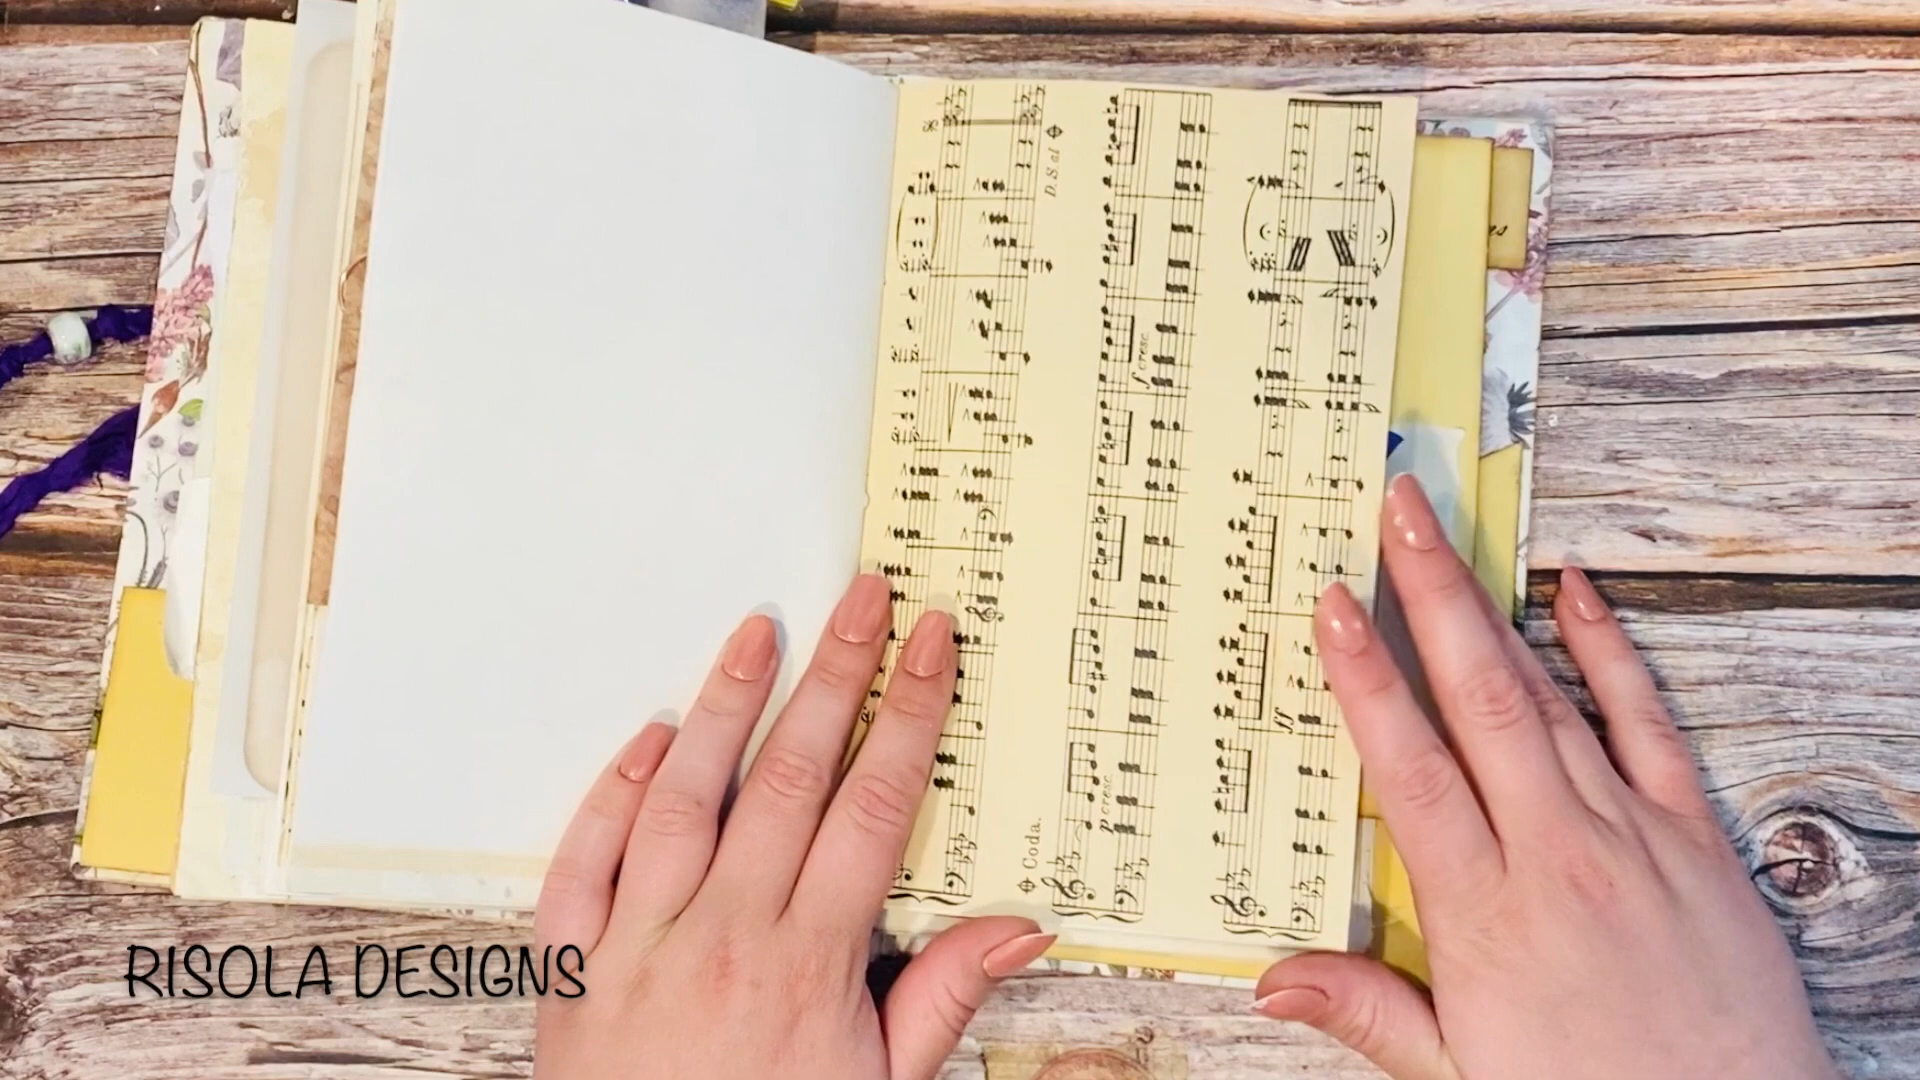 D.S. al
f cresc.
Coda.
p cresc.
ff
RISOLA DESIGNS